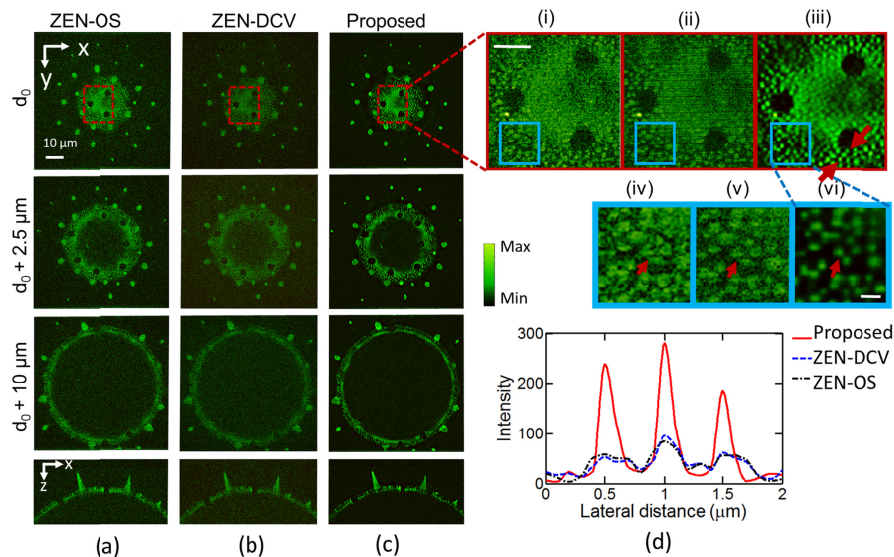 ZEN-OS ZEN-DCV Proposed
(i) (ii) (iii)
x
y
d₀
10 µm
(iv) (v) (vi)
d₀ + 2.5 µm
Max
Min
d₀ + 10 µm
300
200
100
0
Intensity
Proposed
ZEN-DCV
ZEN-OS
0 0.5 1 1.5 2
Lateral distance (µm)
x
z
(a) (b) (c) (d)